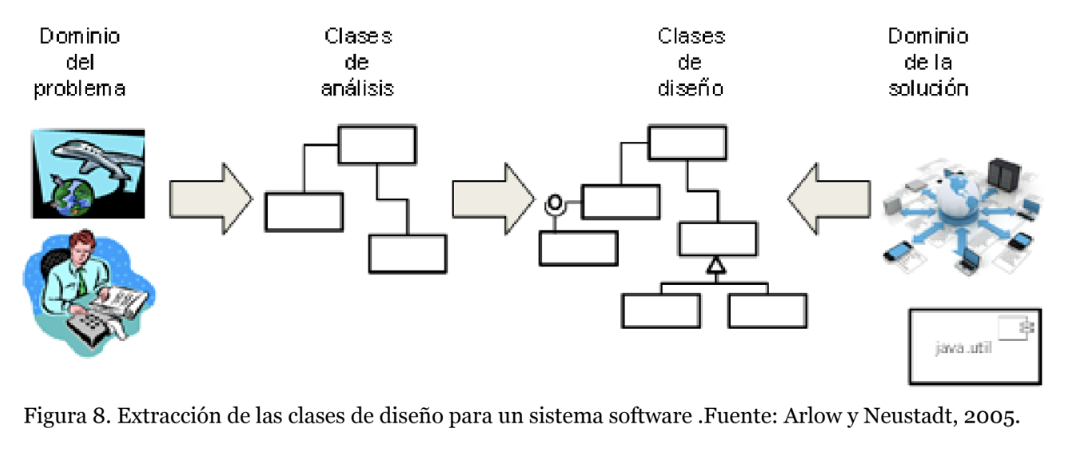 Dominio
del
problema
Clases
de
análisis
Clases
de
diseño
Dominio
de la
solución
java.util
Figura 8. Extracción de las clases de diseño para un sistema software .Fuente: Arlow y Neustadt, 2005.